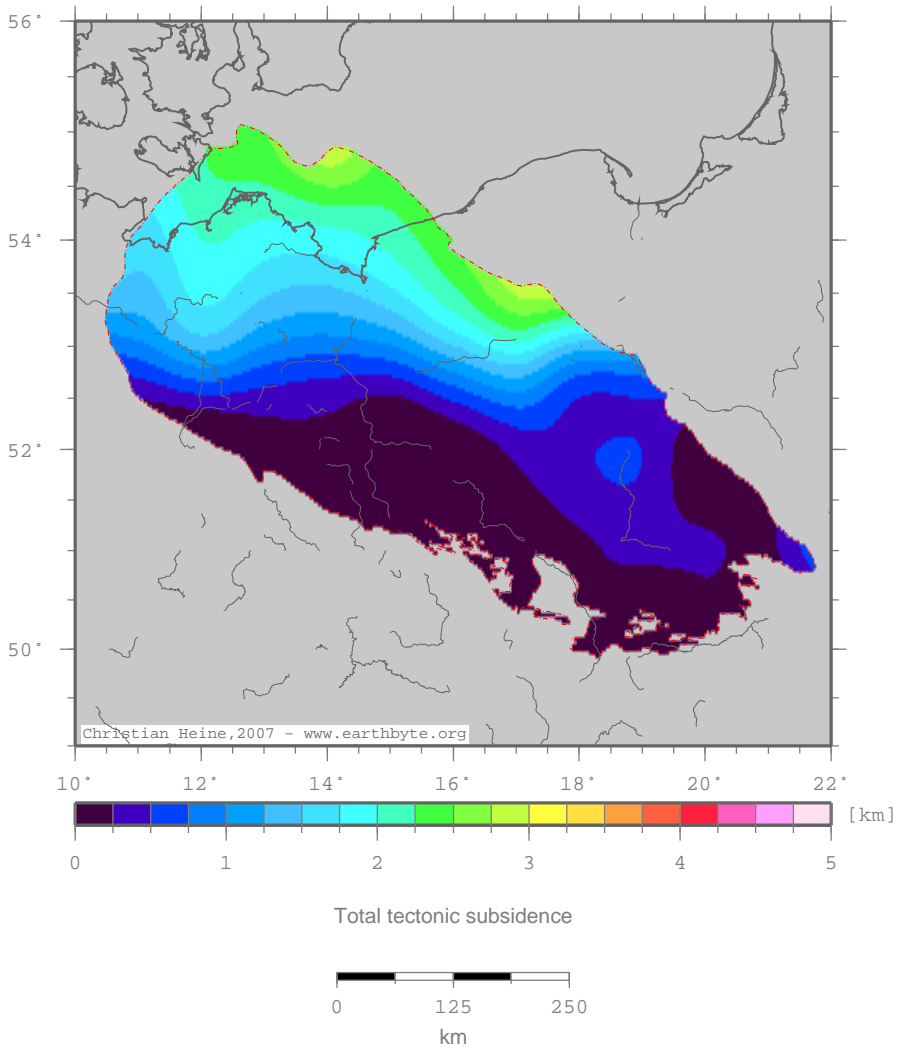 56°
54°
52°
50°
Christian Heine,2007 - www.earthbyte.org
10° 12° 14° 16° 18° 20° 22°
[km]
0 1 2 3 4 5
Total tectonic subsidence
0 125 250
km